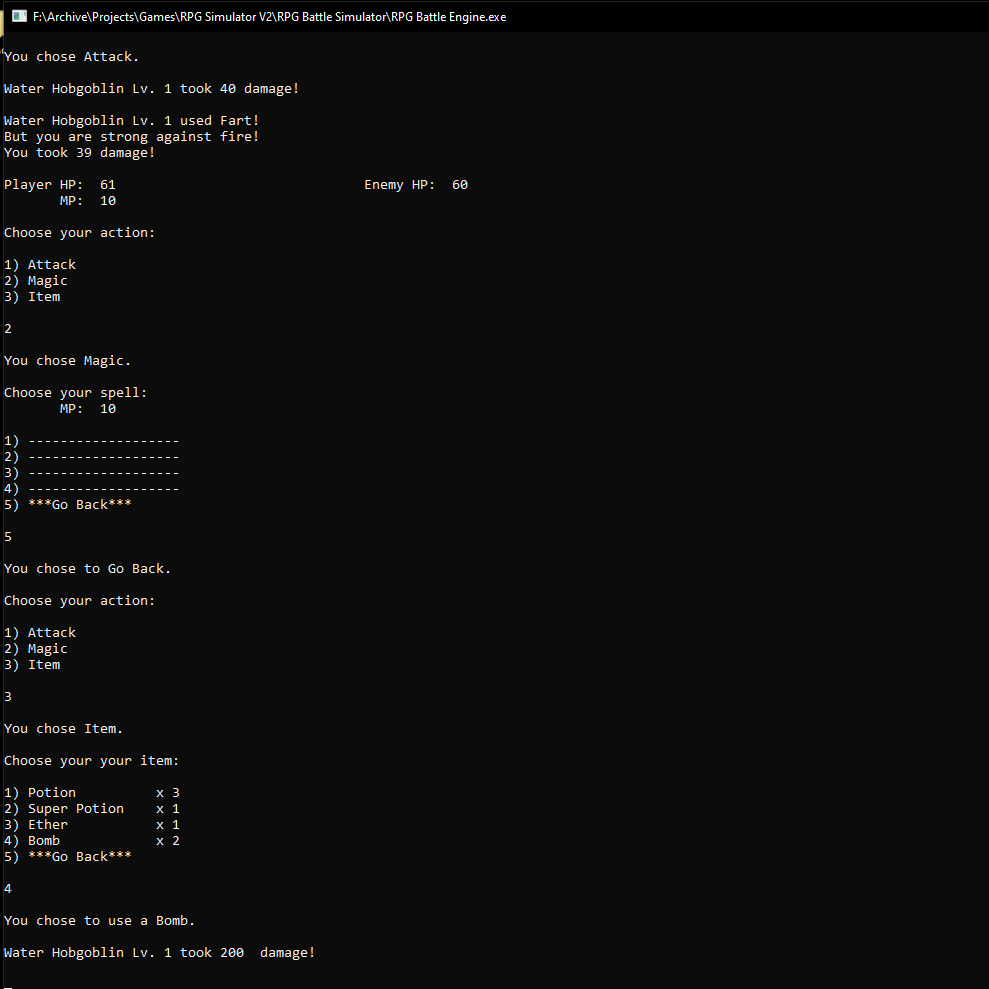 F:\Archive\Projects\Games\RPG Simulator V2\RPG Battle Simulator\RPG Battle Engine.exe
You chose Attack.
Water Hobgoblin Lv. 1 took 40 damage!
Water Hobgoblin Lv. 1 used Fart!
But you are strong against fire!
You took 39 damage!
Player HP:  61                               Enemy HP:  60
       MP:  10
Choose your action:
1) Attack
2) Magic
3) Item
2
You chose Magic.
Choose your spell:
       MP:  10
1) -------------------
2) -------------------
3) -------------------
4) -------------------
5) ***Go Back***
5
You chose to Go Back.
Choose your action:
1) Attack
2) Magic
3) Item
3
You chose Item.
Choose your your item:
1) Potion          x 3
2) Super Potion    x 1
3) Ether           x 1
4) Bomb            x 2
5) ***Go Back***
4
You chose to use a Bomb.
Water Hobgoblin Lv. 1 took 200  damage!